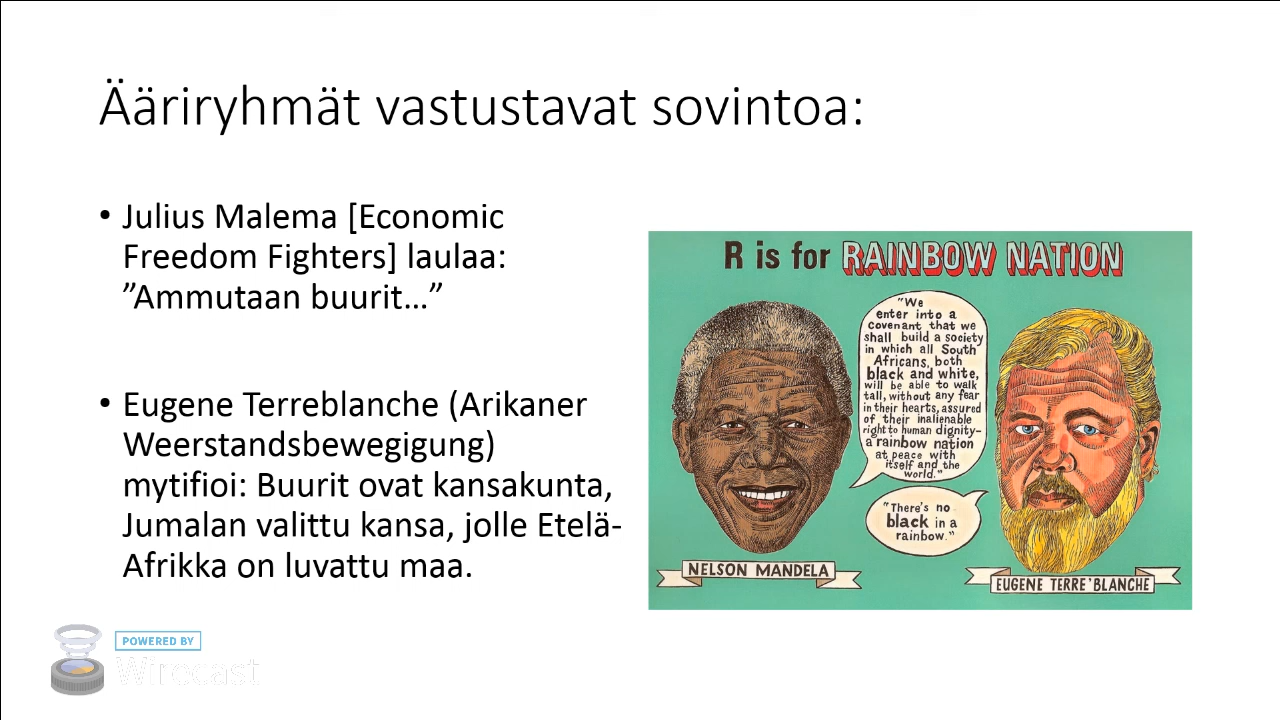 Ääriryhmät vastustavat sovintoa:
• Julius Malema [Economic
Freedom Fighters] laulaa:
”Ammutaan buurit…”
• Eugene Terreblanche (Arikaner
Weerstandsbewegigung)
mytifioi: Buurit ovat kansakunta,
Jumalan valittu kansa, jolle Etelä-
Afrikka on luvattu maa.
R is for RAINBOW NATION
"We
enter into a
covenant that we
shall build a society
in which all South
Africans, both
black and white,
will be able to walk
tall, without any fear
in their hearts, assured
of their inalienable
right to human dignity-
a rainbow nation
at peace with
itself and the
world."
"There's no
black in a
rainbow."
NELSON MANDELA
EUGENE TERRE'BLANCHE
POWERED BY
Wirecast